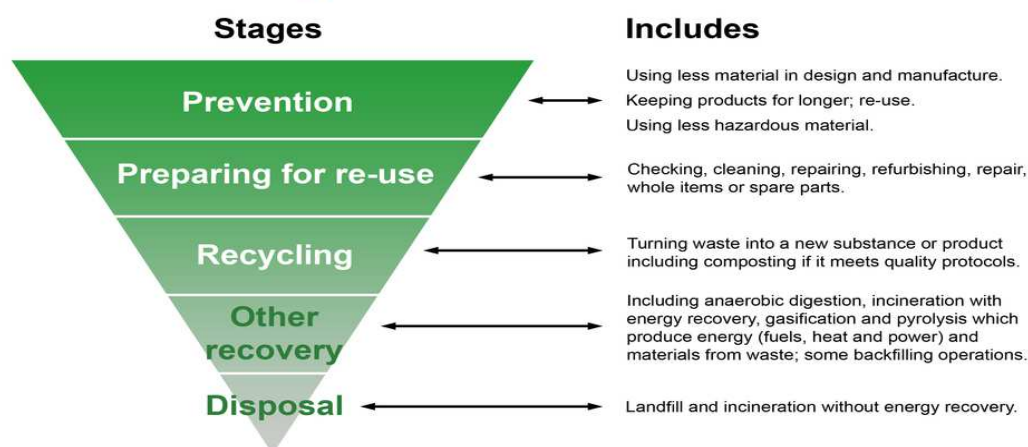 Stages
Includes
Prevention
Using less material in design and manufacture.
Keeping products for longer; re-use.
Using less hazardous material.
Preparing for re-use
Checking, cleaning, repairing, refurbishing, repair,
whole items or spare parts.
Recycling
Turning waste into a new substance or product
including composting if it meets quality protocols.
Other
recovery
Including anaerobic digestion, incineration with
energy recovery, gasification and pyrolysis which
produce energy (fuels, heat and power) and
materials from waste; some backfilling operations.
Disposal
Landfill and incineration without energy recovery.